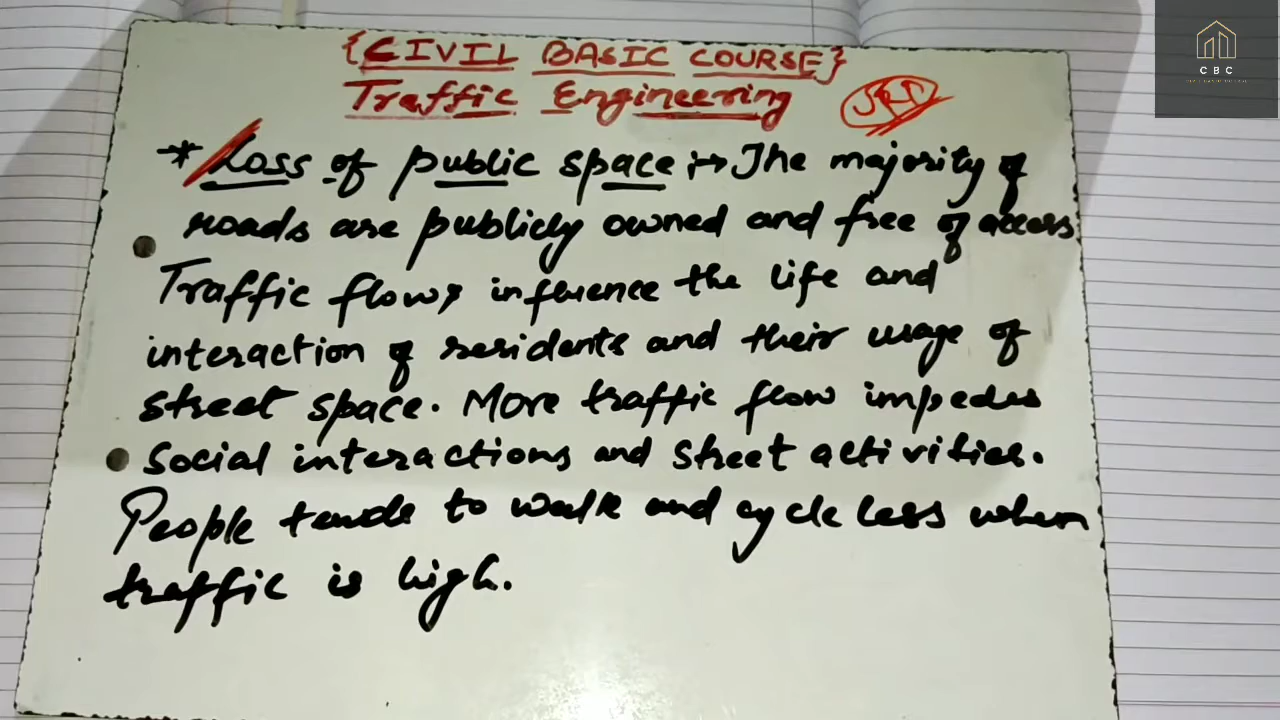 {CIVIL BASIC COURSE}
Traffic Engineering
* Loss of public space :→ The majority of
roads are publicly owned and free of access
Traffic flows influence the life and
interaction of residents and their usage of
street space. More traffic flow impedes
Social interactions and street activities.
People tends to walk and cycle less when
traffic is high.
CBC